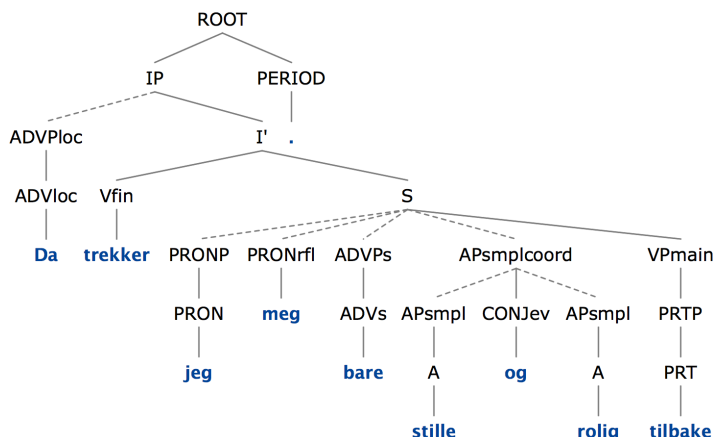 ROOT
IP PERIOD
ADVPloc I' .
ADVloc Vfin S
Da trekker PRONP PRONrfl ADVPs APsmplcoord VPmain
PRON meg ADVs APsmpl CONJev APsmpl PRTP
jeg bare A og A PRT
stille rolig tilbake